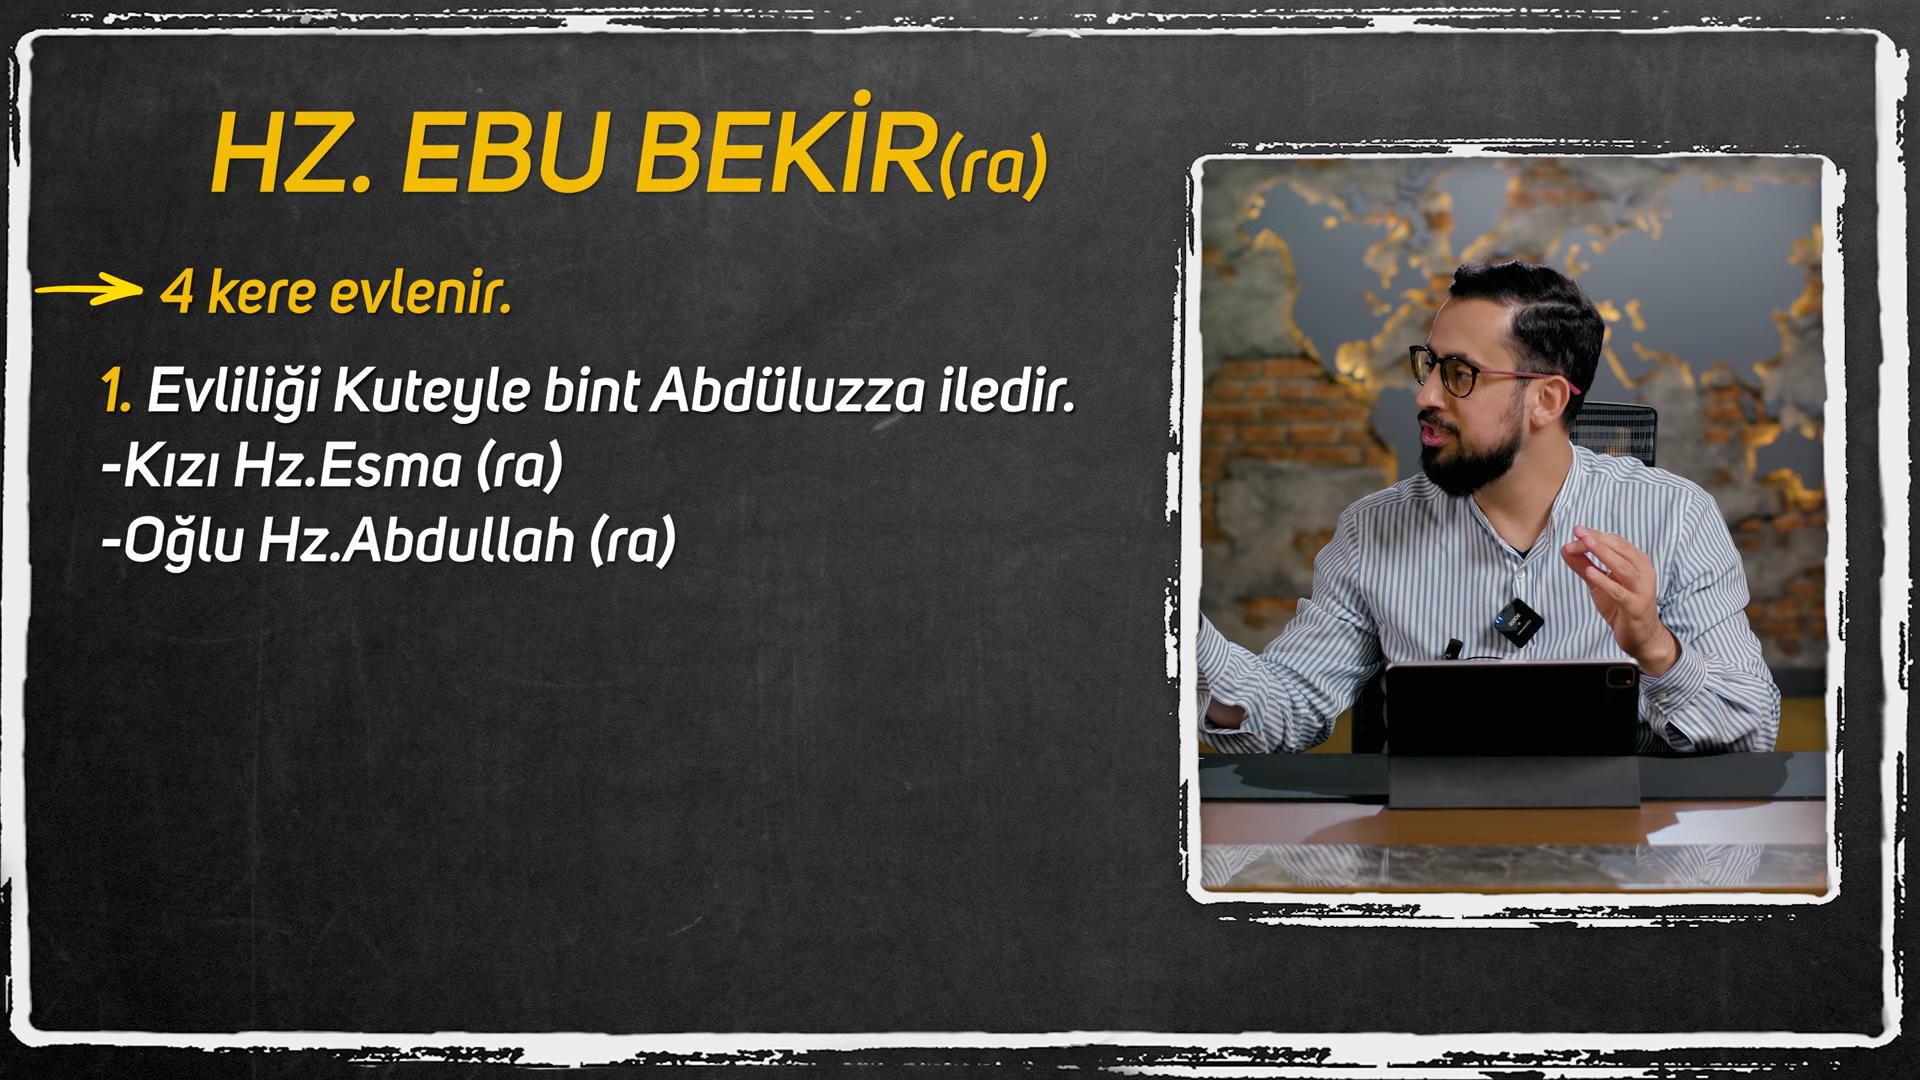 HZ. EBU BEKİR(ra)
4 kere evlenir.
1. Evliliği Kuteyle bint Abdüluzza iledir.
-Kızı Hz.Esma (ra)
-Oğlu Hz.Abdullah (ra)